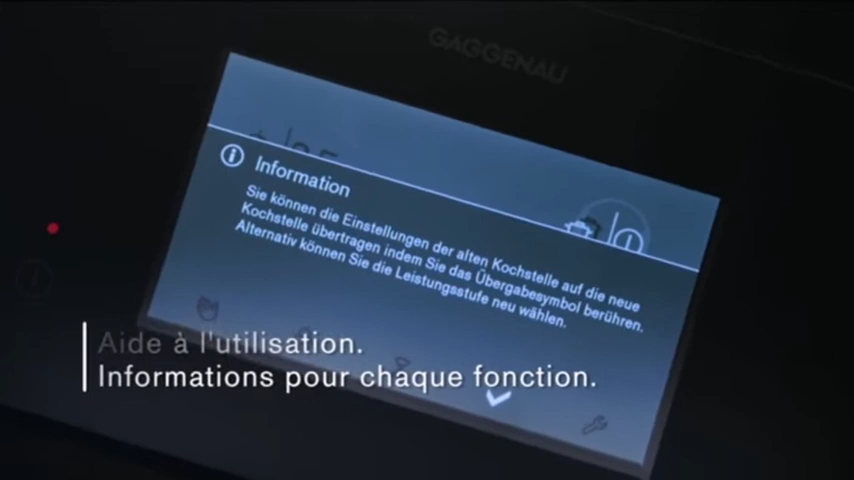 GAGGENAU
Information
Sie können die Einstellungen der alten Kochstelle auf die neue
Kochstelle übertragen indem Sie das Übergabesymbol berühren.
Alternativ können Sie die Leistungsstufe neu wählen.
Aide à l'utilisation.
Informations pour chaque fonction.